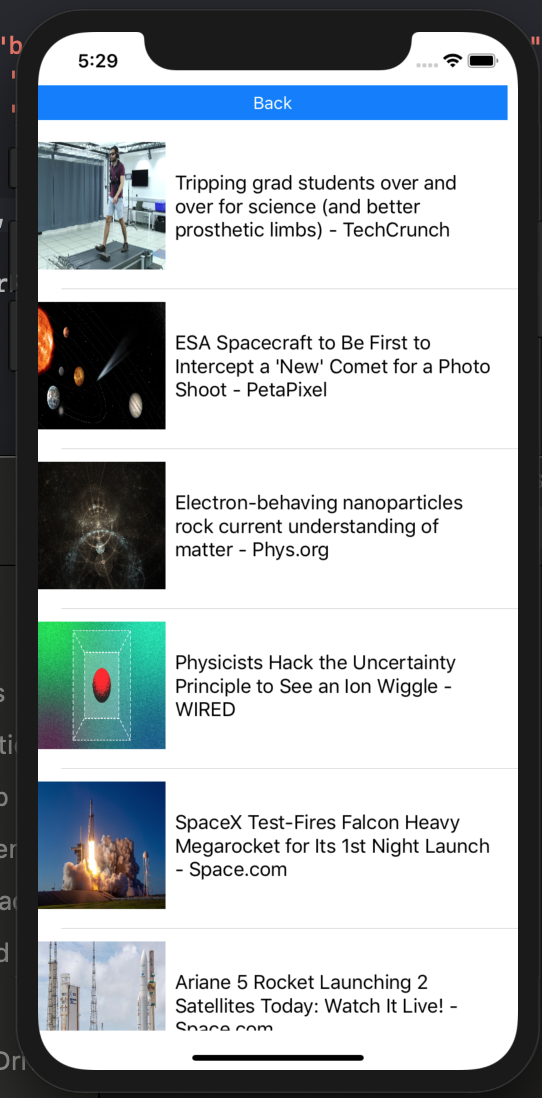 5:29
Back
Tripping grad students over and
over for science (and better
prosthetic limbs) - TechCrunch
ESA Spacecraft to Be First to
Intercept a 'New' Comet for a Photo
Shoot - PetaPixel
Electron-behaving nanoparticles
rock current understanding of
matter - Phys.org
Physicists Hack the Uncertainty
Principle to See an Ion Wiggle -
WIRED
SpaceX Test-Fires Falcon Heavy
Megarocket for Its 1st Night Launch
- Space.com
Ariane 5 Rocket Launching 2
Satellites Today: Watch It Live! -
Space.com